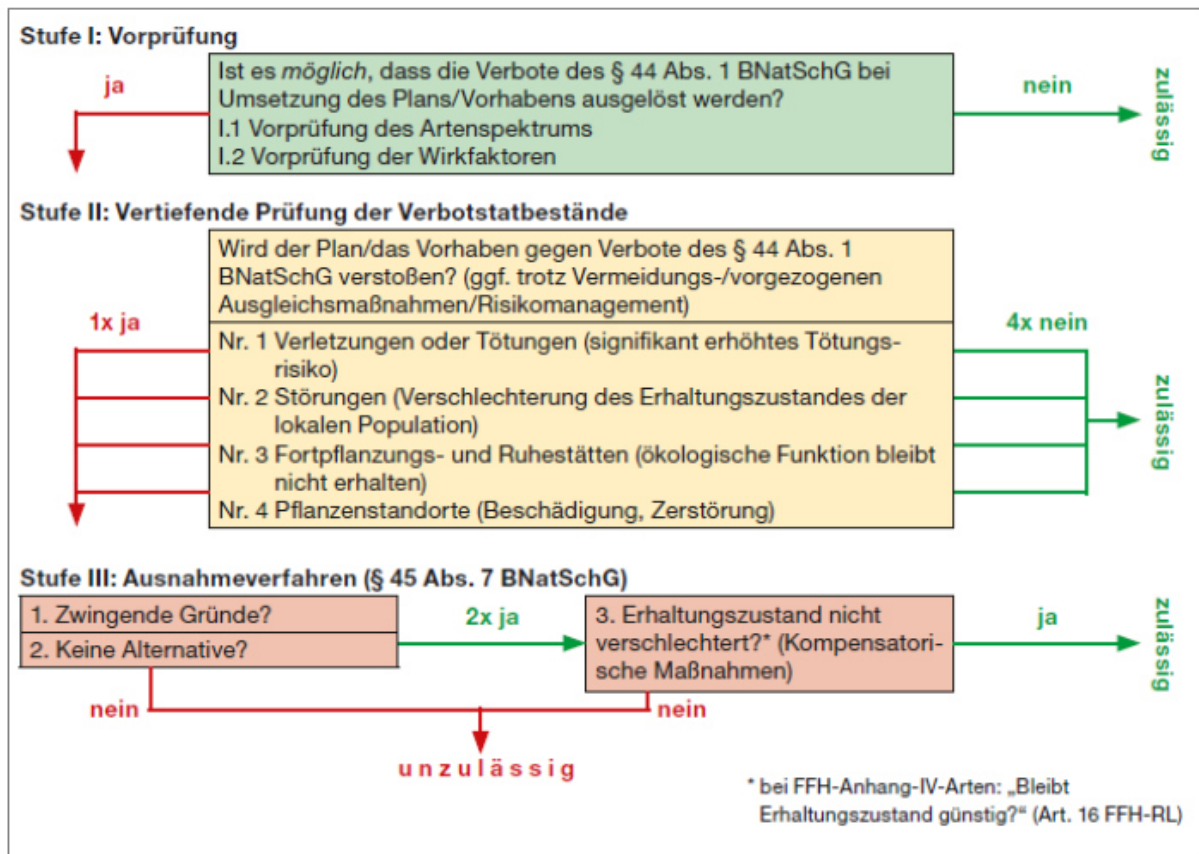 Stufe I: Vorprüfung
ja
Ist es möglich, dass die Verbote des § 44 Abs. 1 BNatSchG bei
Umsetzung des Plans/Vorhabens ausgelöst werden?
I.1 Vorprüfung des Artenspektrums
I.2 Vorprüfung der Wirkfaktoren
nein
zulässig
Stufe II: Vertiefende Prüfung der Verbotstatbestände
Wird der Plan/das Vorhaben gegen Verbote des § 44 Abs. 1
BNatSchG verstoßen? (ggf. trotz Vermeidungs-/vorgezogenen
Ausgleichsmaßnahmen/Risikomanagement)
1x ja
Nr. 1 Verletzungen oder Tötungen (signifikant erhöhtes Tötungs-
risiko)
Nr. 2 Störungen (Verschlechterung des Erhaltungszustandes der
lokalen Population)
Nr. 3 Fortpflanzungs- und Ruhestätten (ökologische Funktion bleibt
nicht erhalten)
Nr. 4 Pflanzenstandorte (Beschädigung, Zerstörung)
4x nein
zulässig
Stufe III: Ausnahmeverfahren (§ 45 Abs. 7 BNatSchG)
1. Zwingende Gründe?
2. Keine Alternative?
2x ja
3. Erhaltungszustand nicht
verschlechtert?* (Kompensatori-
sche Maßnahmen)
ja
zulässig
nein
nein
unzulässig
* bei FFH-Anhang-IV-Arten: „Bleibt
Erhaltungszustand günstig?“ (Art. 16 FFH-RL)